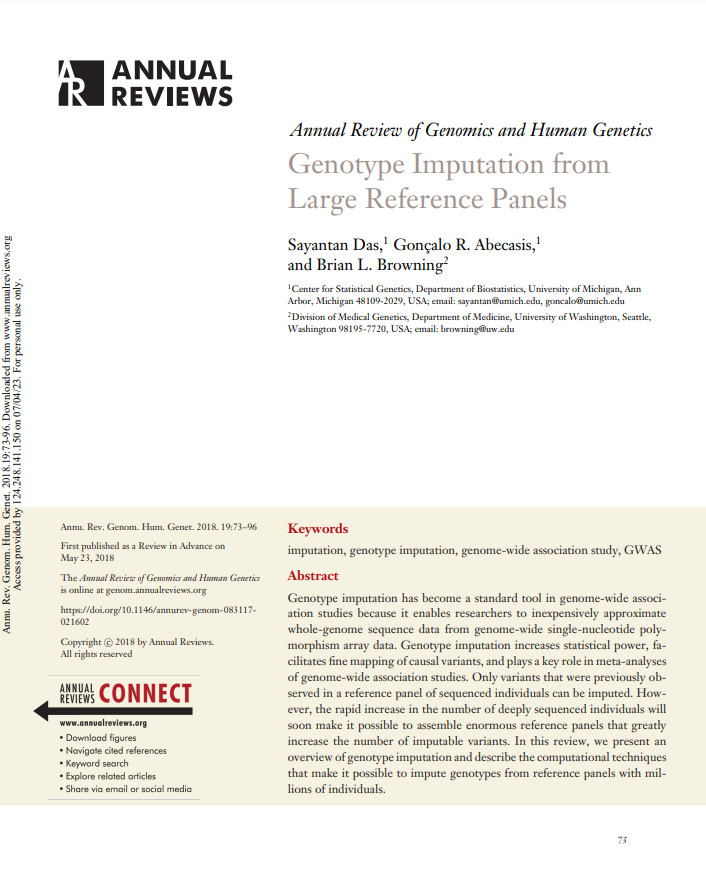 ANNUAL
REVIEWS
Annual Review of Genomics and Human Genetics
Genotype Imputation from
Large Reference Panels
Sayantan Das,1 Gonçalo R. Abecasis,1
and Brian L. Browning2
1Center for Statistical Genetics, Department of Biostatistics, University of Michigan, Ann
Arbor, Michigan 48109-2029, USA; email: sayantan@umich.edu, goncalo@umich.edu
2Division of Medical Genetics, Department of Medicine, University of Washington, Seattle,
Washington 98195-7720, USA; email: browning@uw.edu
Annu. Rev. Genom. Hum. Genet. 2018.19:73-96. Downloaded from www.annualreviews.org
Access provided by 124.248.141.150 on 07/04/23. For personal use only.
Annu. Rev. Genom. Hum. Genet. 2018. 19:73–96
First published as a Review in Advance on
May 23, 2018
The Annual Review of Genomics and Human Genetics
is online at genom.annualreviews.org
https://doi.org/10.1146/annurev-genom-083117-
021602
Copyright © 2018 by Annual Reviews.
All rights reserved
ANNUAL
REVIEWS CONNECT
www.annualreviews.org
• Download figures
• Navigate cited references
• Keyword search
• Explore related articles
• Share via email or social media
Keywords
imputation, genotype imputation, genome-wide association study, GWAS
Abstract
Genotype imputation has become a standard tool in genome-wide associ-
ation studies because it enables researchers to inexpensively approximate
whole-genome sequence data from genome-wide single-nucleotide poly-
morphism array data. Genotype imputation increases statistical power, fa-
cilitates fine mapping of causal variants, and plays a key role in meta-analyses
of genome-wide association studies. Only variants that were previously ob-
served in a reference panel of sequenced individuals can be imputed. How-
ever, the rapid increase in the number of deeply sequenced individuals will
soon make it possible to assemble enormous reference panels that greatly
increase the number of imputable variants. In this review, we present an
overview of genotype imputation and describe the computational techniques
that make it possible to impute genotypes from reference panels with mil-
lions of individuals.
73